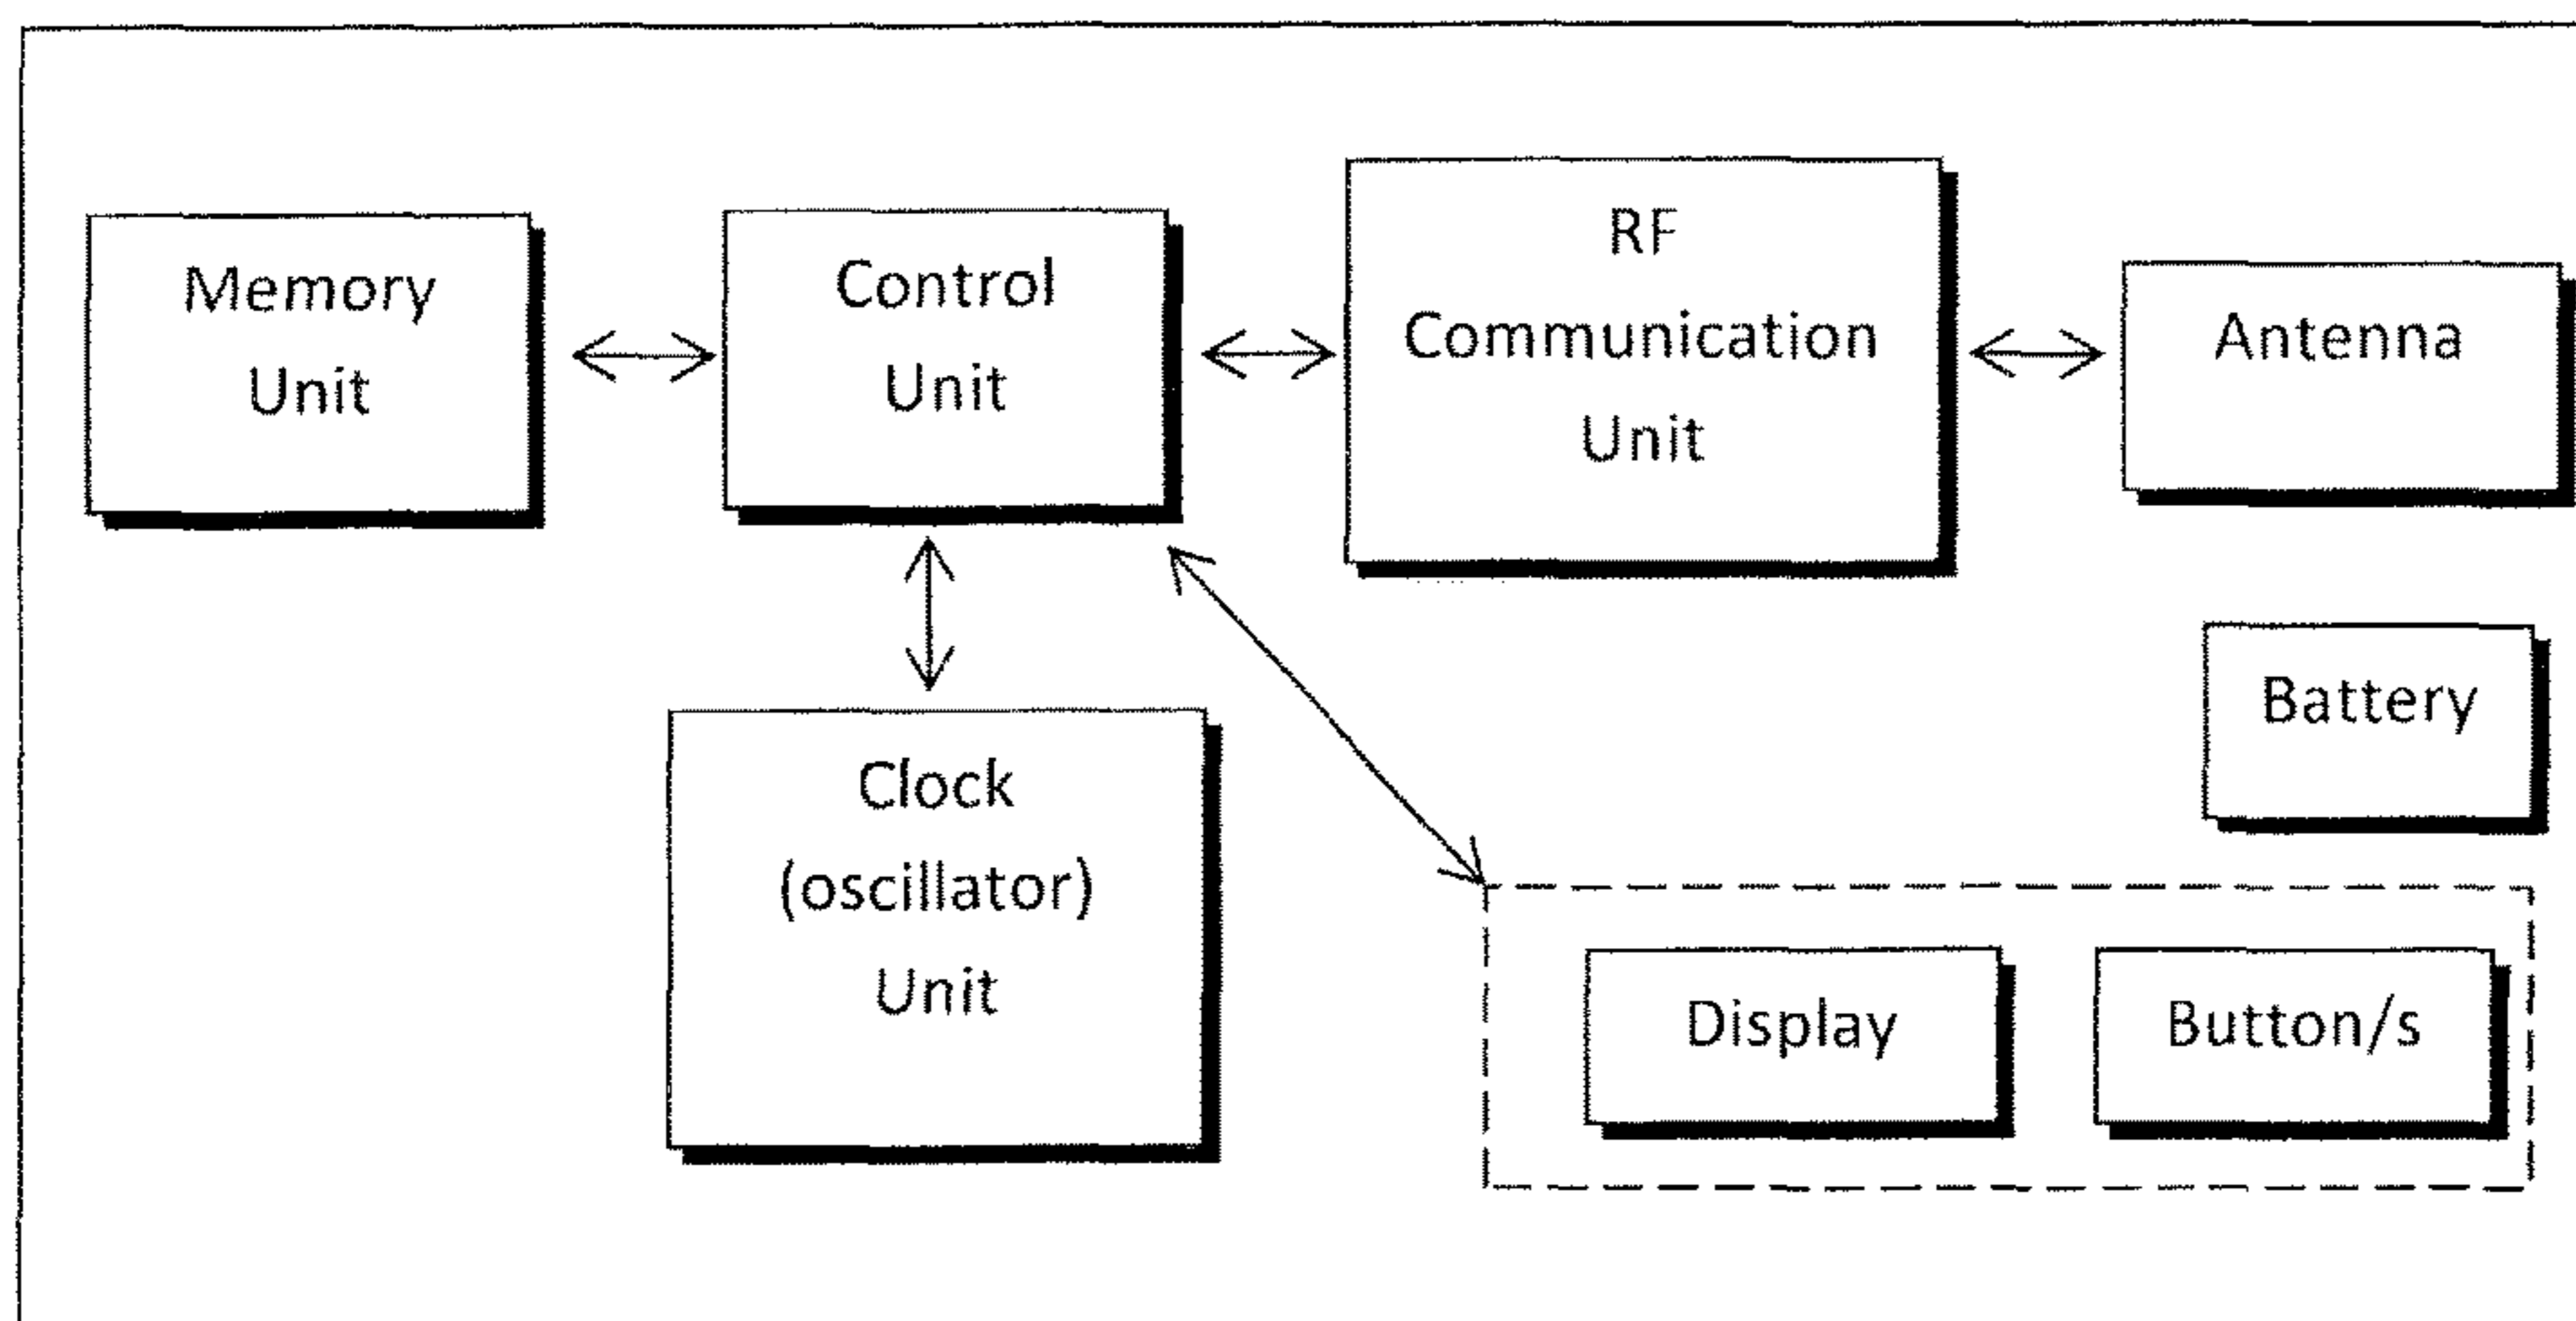 Memory
Unit
Control
Unit
RF
Communication
Unit
Antenna
Battery
Clock
(oscillator)
Unit
Display
Button/s